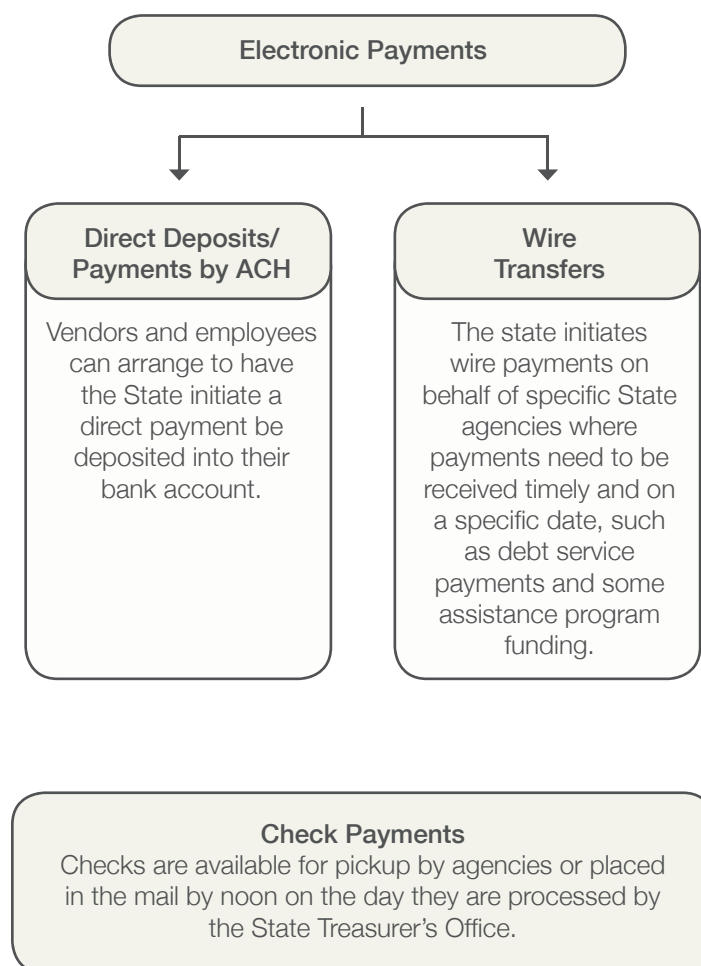 Electronic Payments
Direct Deposits/
Payments by ACH
Vendors and employees
can arrange to have
the State initiate a
direct payment be
deposited into their
bank account.
Wire
Transfers
The state initiates
wire payments on
behalf of specific State
agencies where
payments need to be
received timely and on
a specific date, such
as debt service
payments and some
assistance program
funding.
Check Payments
Checks are available for pickup by agencies or placed
in the mail by noon on the day they are processed by
the State Treasurer’s Office.